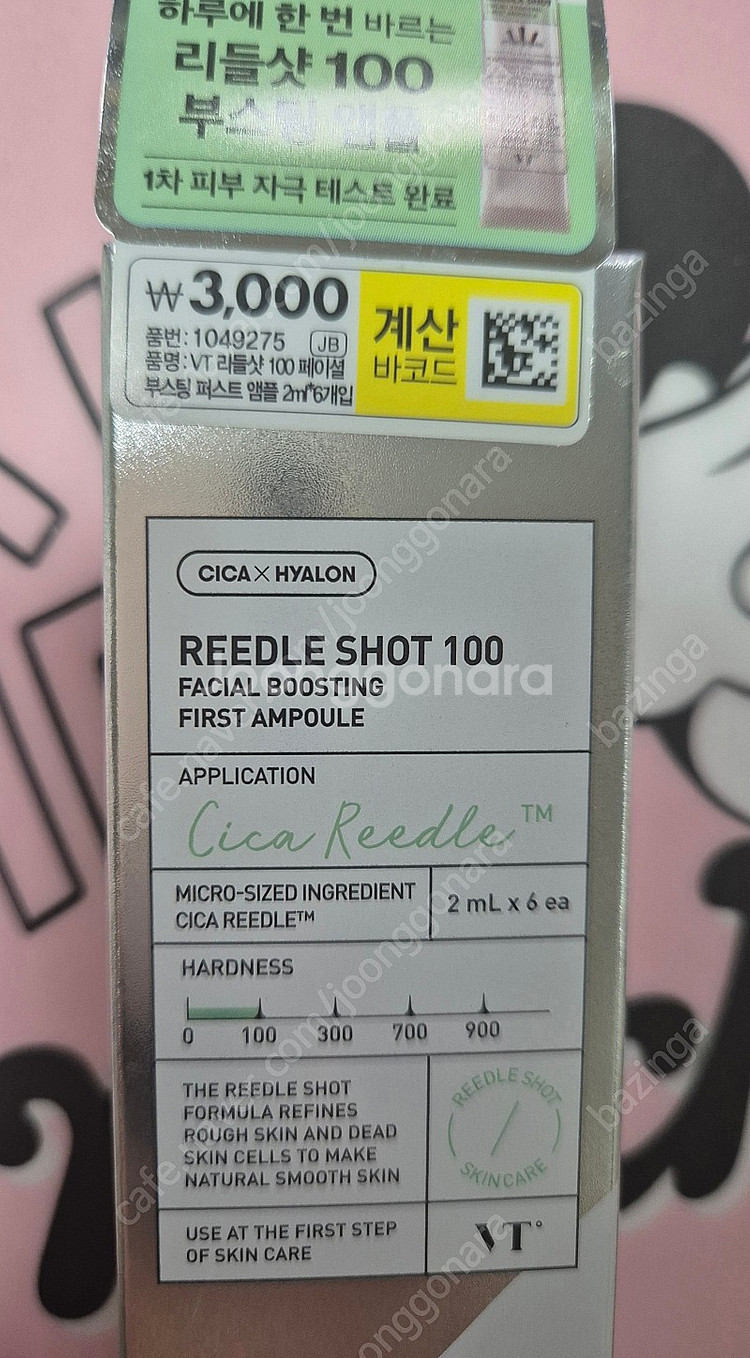 하루에 한 번 바르는
리들샷 100
부스팅 앰플
1차 피부 자극 테스트 완료
₩3,000
품번:1049275 JB
품명:VT 리들샷 100 페이셜
부스팅 퍼스트 앰플 2ml*6개입
계산
바코드
CICA X HYALON
REEDLE SHOT 100
FACIAL BOOSTING
FIRST AMPOULE
APPLICATION
Cica Reedle™
MICRO-SIZED INGREDIENT
CICA REEDLE™
2 mL x 6 ea
HARDNESS
0 100 300 700 900
THE REEDLE SHOT
FORMULA REFINES
ROUGH SKIN AND DEAD
SKIN CELLS TO MAKE
NATURAL SMOOTH SKIN
REEDLE SHOT
SKINCARE
USE AT THE FIRST STEP
OF SKIN CARE
VT°
joonggonara
bazinga
bazinga
bazinga